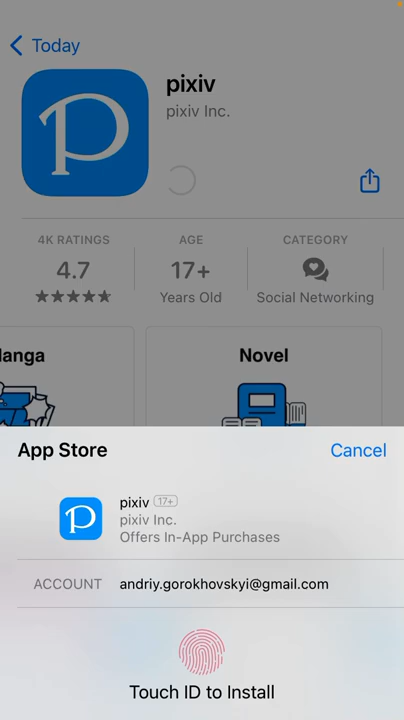 Today
pixiv
pixiv Inc.
4K RATINGS
AGE
CATEGORY
4.7
17+
Years Old
Social Networking
Manga
Novel
App Store
Cancel
pixiv 17+
pixiv Inc.
Offers In-App Purchases
ACCOUNT
andriy.gorokhovskyi@gmail.com
Touch ID to Install